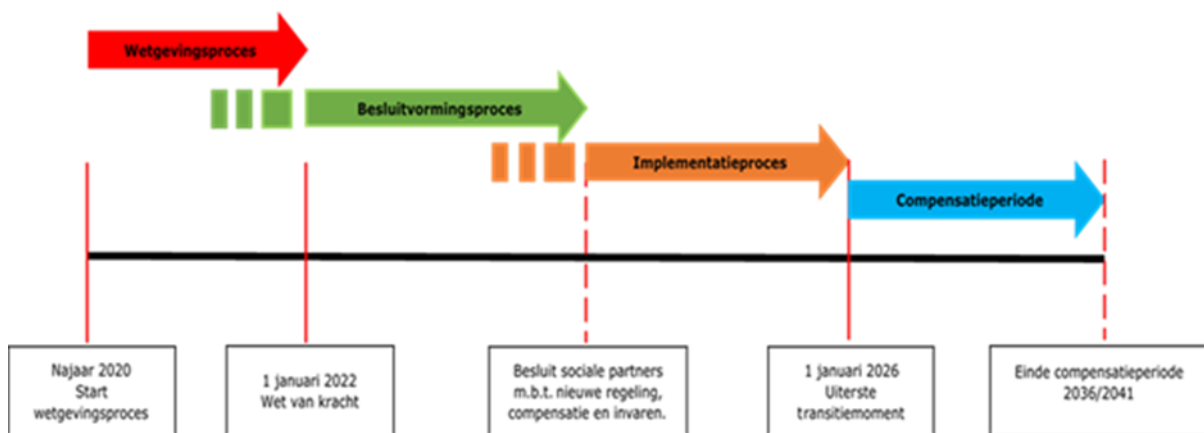 Wetgevingsproces
Besluitvormingsproces
Implementatieproces
Compensatieperiode
Najaar 2020
Start
wetgevingsproces
1 januari 2022
Wet van kracht
Besluit sociale partners
m.b.t. nieuwe regeling,
compensatie en invaren.
1 januari 2026
Uiterste
transitiemoment
Einde compensatieperiode
2036/2041